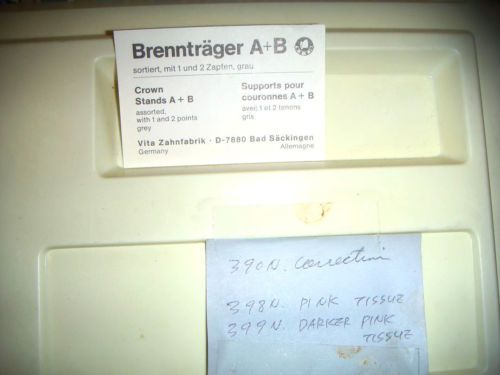 Brennträger A+B
sortiert, mit 1 und 2 Zapfen, grau
Crown
Stands A + B
assorted,
with 1 and 2 points
grey
Supports pour
couronnes A + B
avec 1 et 2 tenons
gris
Vita Zahnfabrik · D-7880 Bad Säckingen
Germany
Allemagne
390N. Correction
398N. PINK TISSUE
399N. DARKER PINK
TISSUE